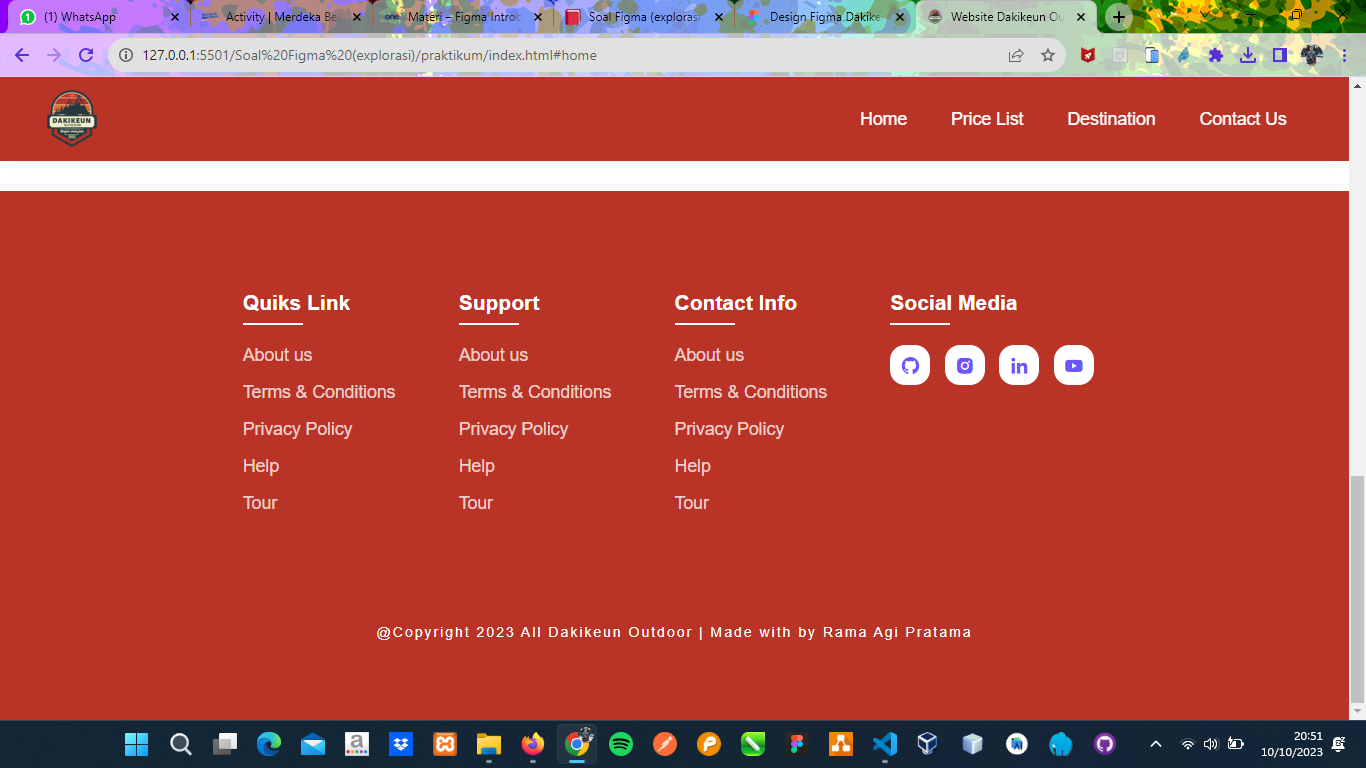 (1) WhatsApp
Activity | Merdeka Be
Materi – Figma Introd
Soal Figma (explorasi
Design Figma Dakike
Website Dakikeun Ou
127.0.0.1:5501/Soal%20Figma%20(explorasi)/praktikum/index.html#home
DAKIKEUN
OUTDOOR
Home
Price List
Destination
Contact Us
Quiks Link
About us
Terms & Conditions
Privacy Policy
Help
Tour
Support
About us
Terms & Conditions
Privacy Policy
Help
Tour
Contact Info
About us
Terms & Conditions
Privacy Policy
Help
Tour
Social Media
@Copyright 2023 All Dakikeun Outdoor | Made with by Rama Agi Pratama
20:51
10/10/2023